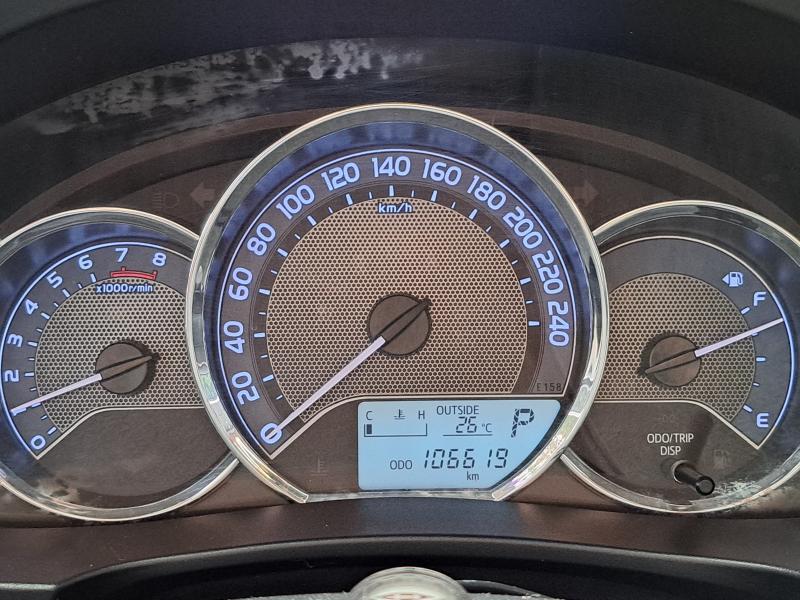 0 1 2 3 4 5 6 7 8
x1000r/min
0 20 40 60 80 100 120 140 160 180 200 220 240
km/h
E158
C H
OUTSIDE
26 °C
P
ODO 106619
km
F
E
ODO/TRIP
DISP